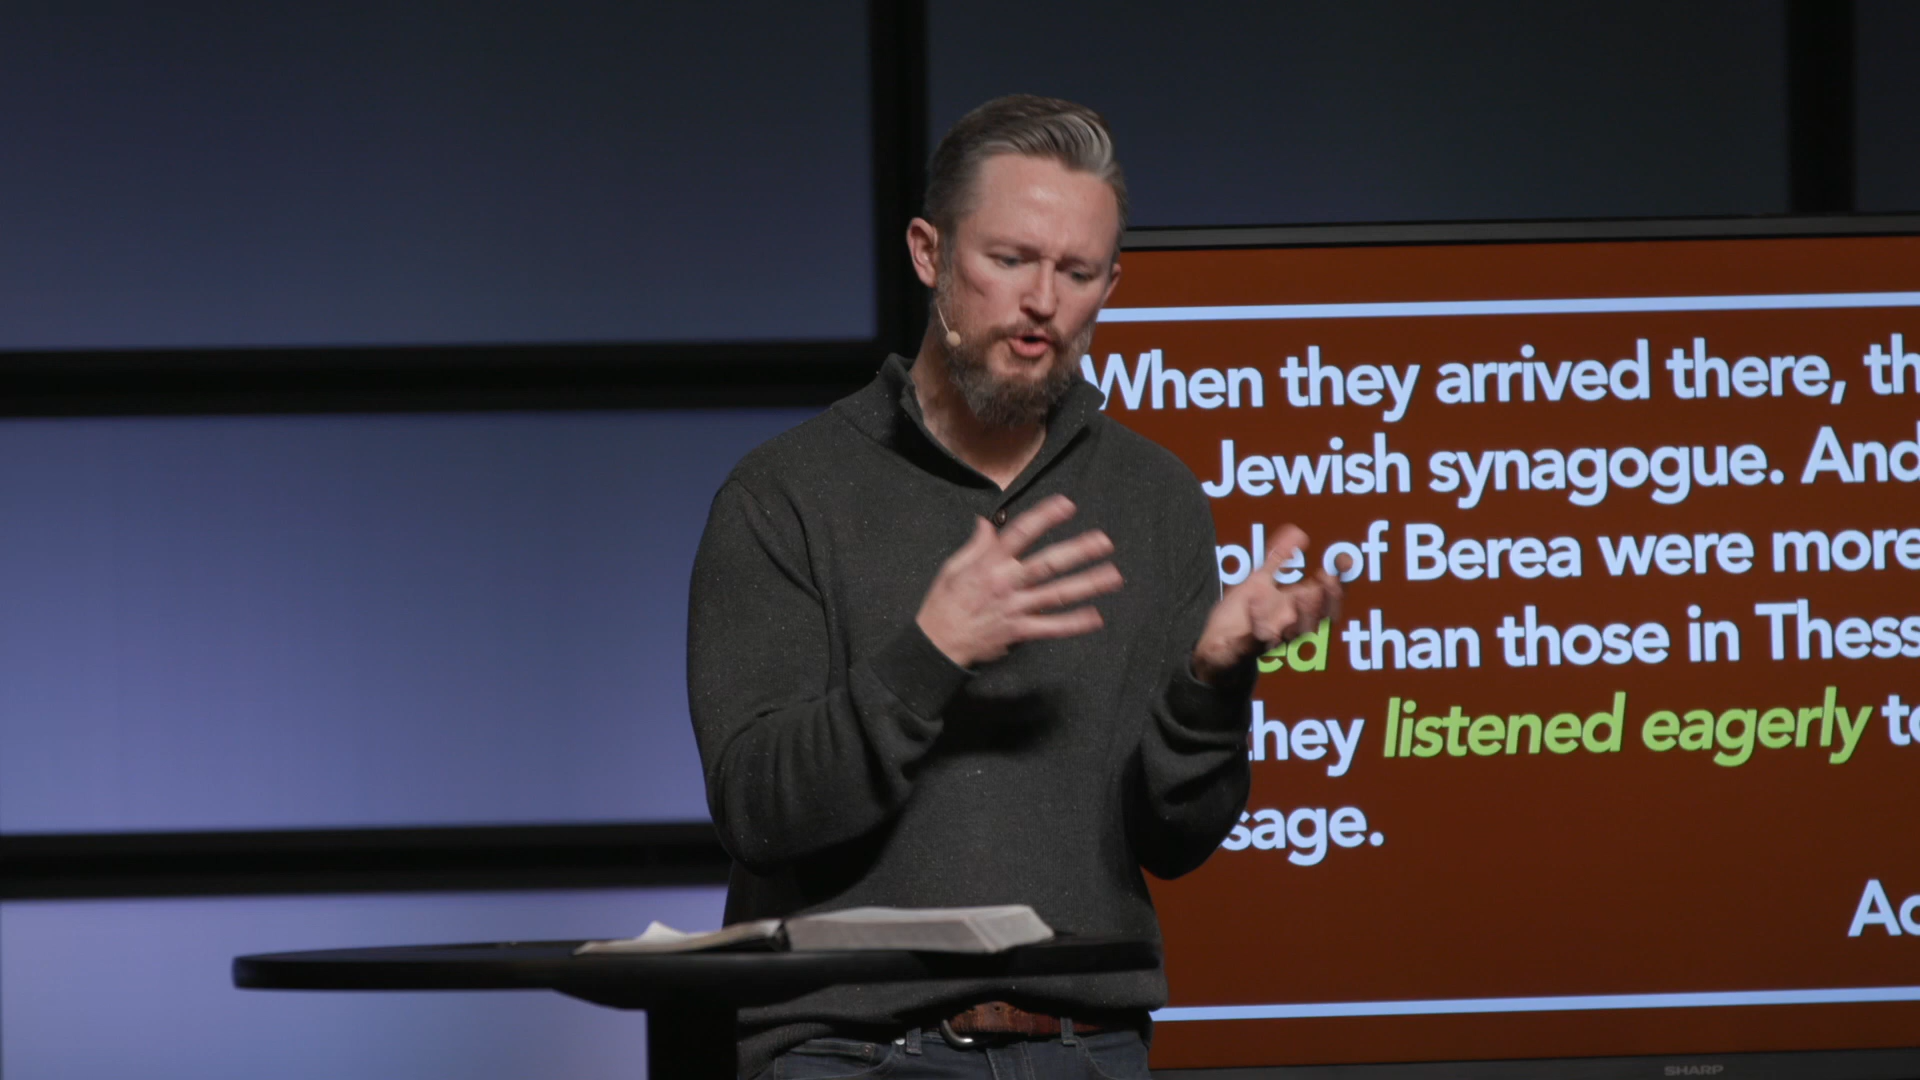 When they arrived there, th
Jewish synagogue. And
ple of Berea were more
ed than those in Thess
they listened eagerly to
sage.
Ac
SHARP